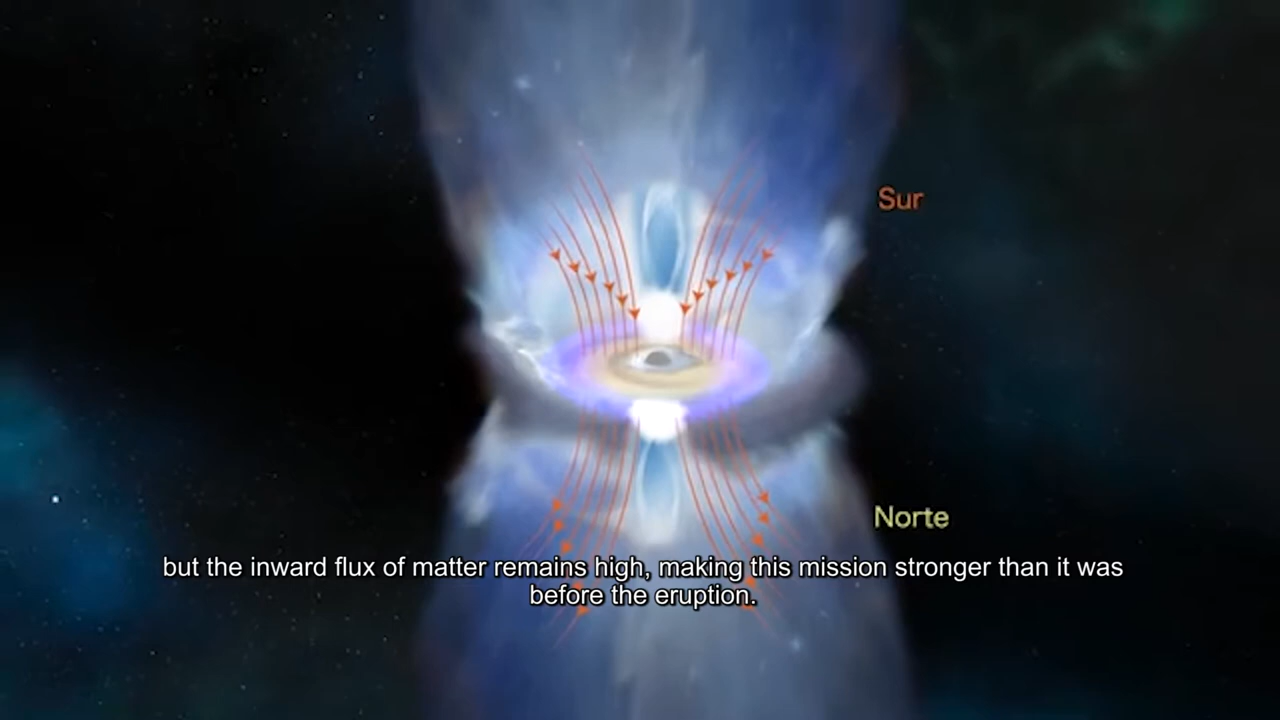 Sur
Norte
but the inward flux of matter remains high, making this mission stronger than it was
before the eruption.